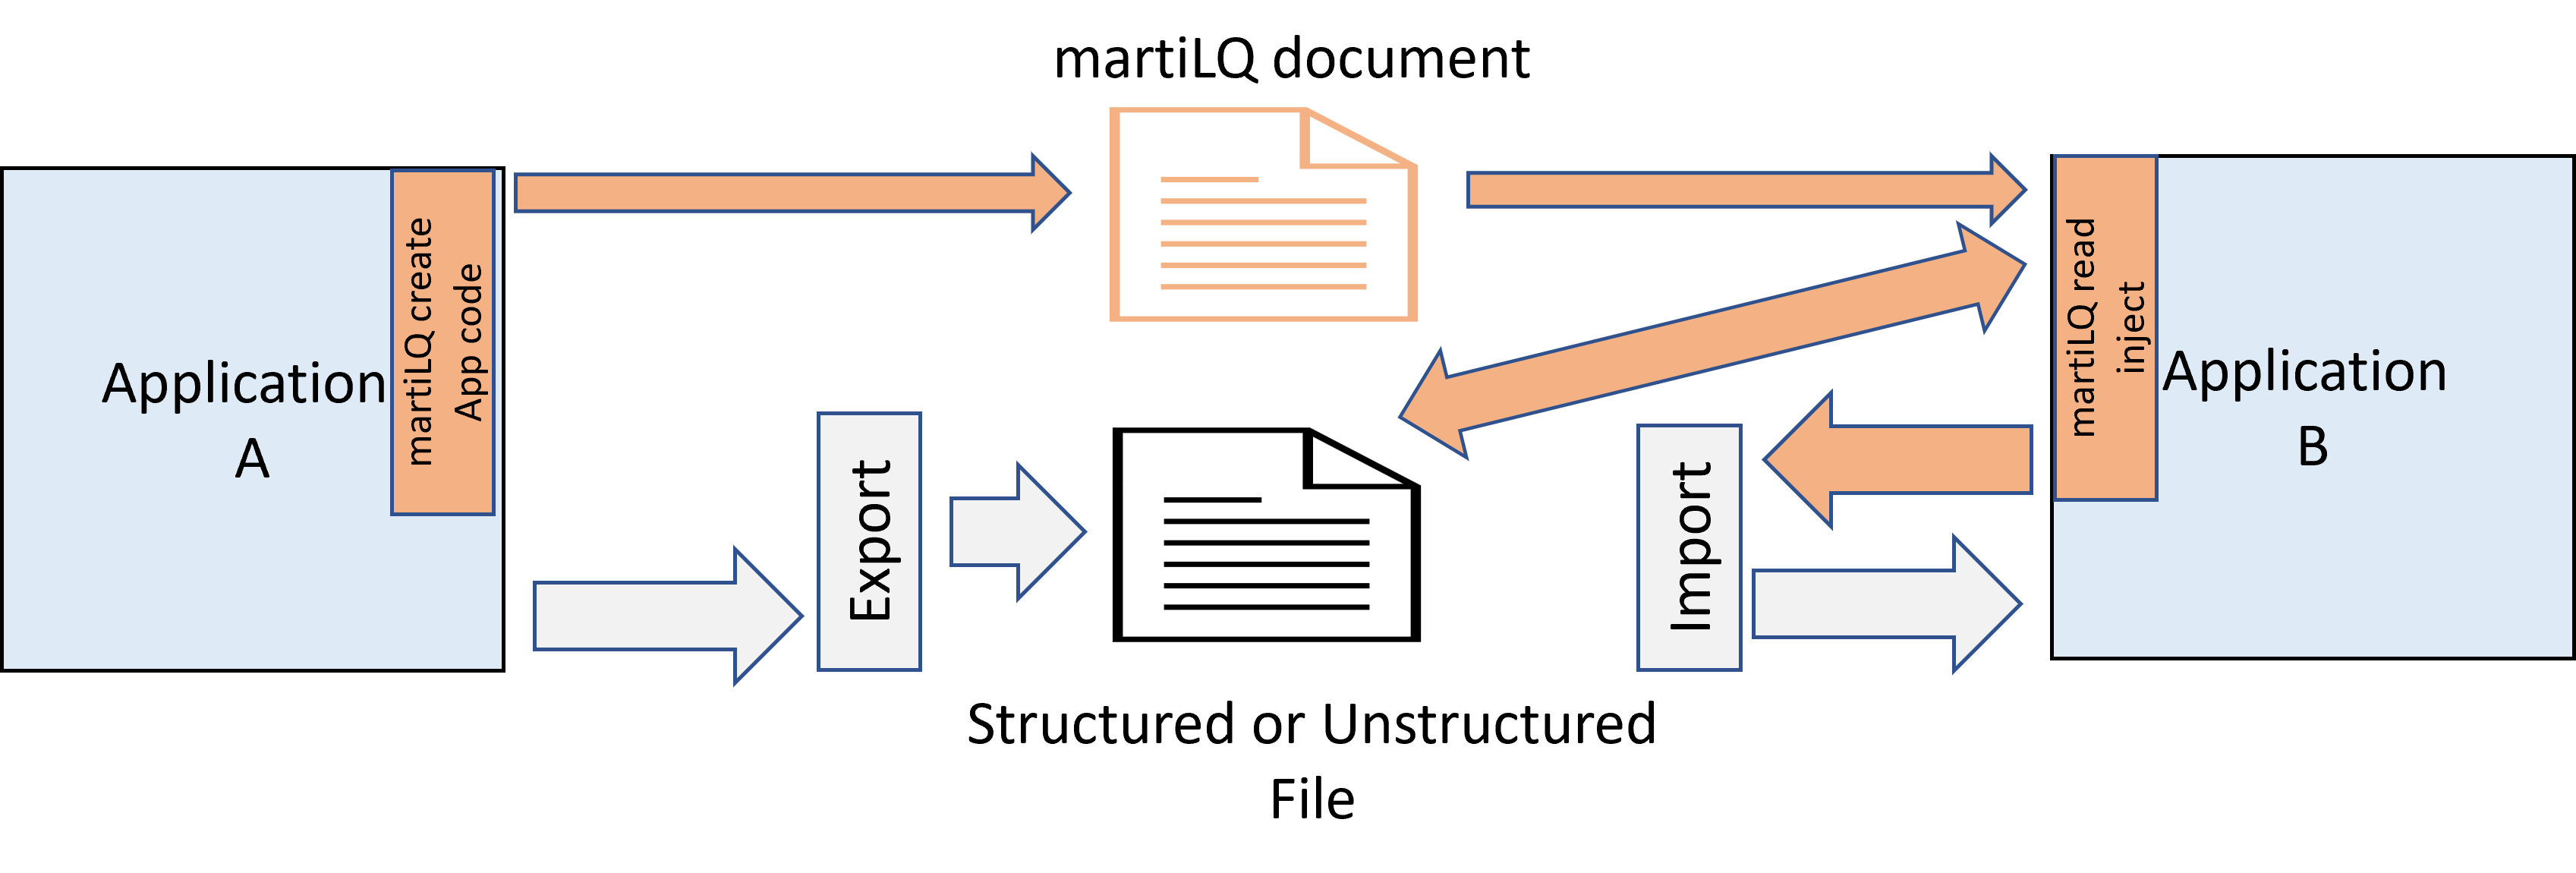 martiLQ document
Application
A
martiLQ create
App code
Export
Structured or Unstructured
File
Import
martiLQ read
inject
Application
B